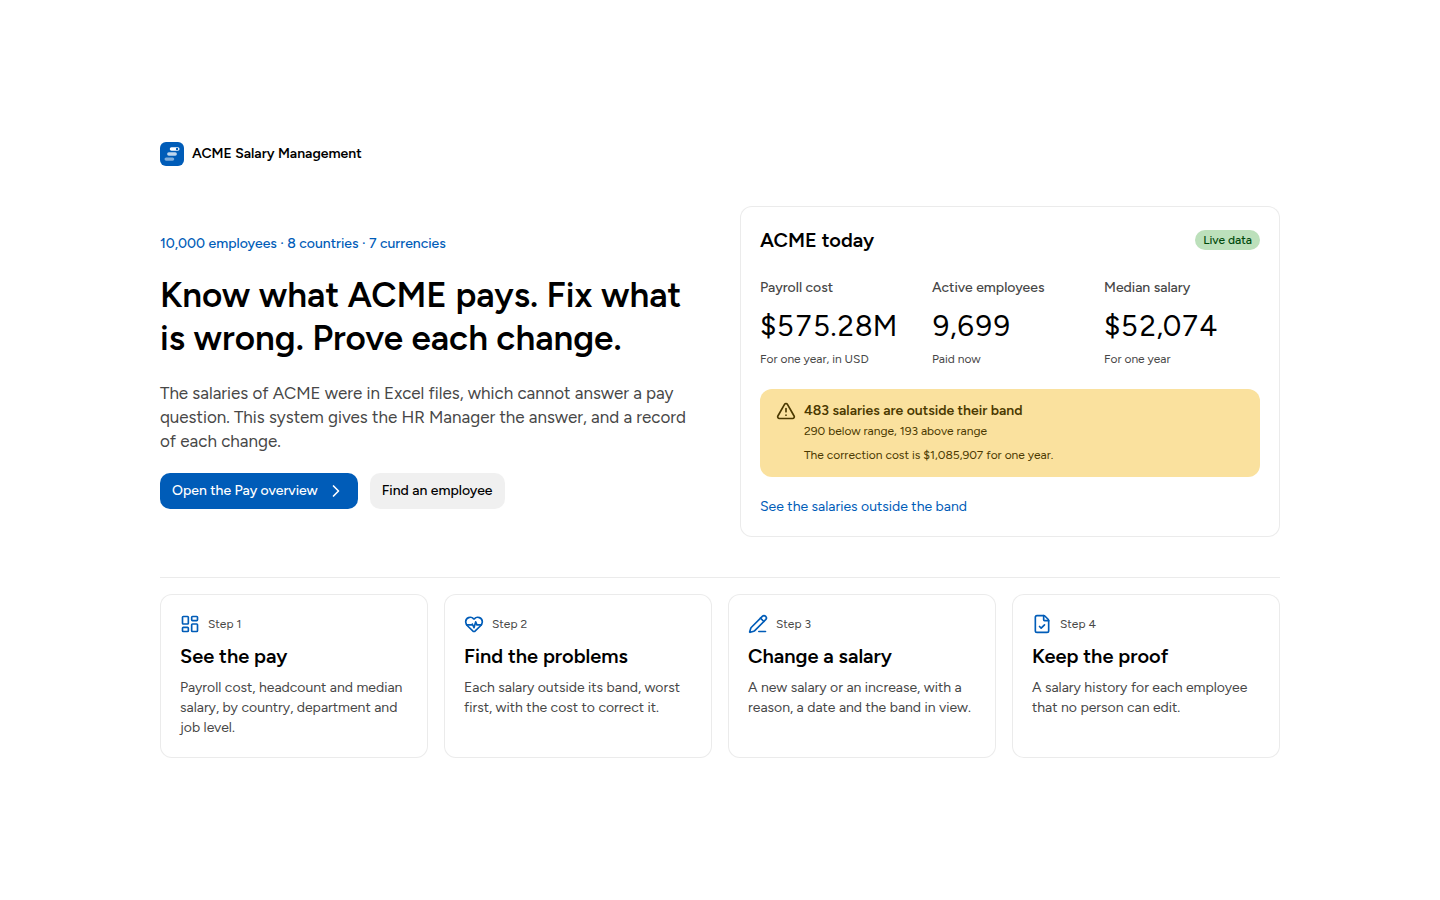 ACME Salary Management
10,000 employees · 8 countries · 7 currencies
Know what ACME pays. Fix what
is wrong. Prove each change.
The salaries of ACME were in Excel files, which cannot answer a pay
question. This system gives the HR Manager the answer, and a record
of each change.
Open the Pay overview
Find an employee
ACME today
Live data
Payroll cost
$575.28M
For one year, in USD
Active employees
9,699
Paid now
Median salary
$52,074
For one year
483 salaries are outside their band
290 below range, 193 above range
The correction cost is $1,085,907 for one year.
See the salaries outside the band
Step 1
See the pay
Payroll cost, headcount and median
salary, by country, department and
job level.
Step 2
Find the problems
Each salary outside its band, worst
first, with the cost to correct it.
Step 3
Change a salary
A new salary or an increase, with a
reason, a date and the band in view.
Step 4
Keep the proof
A salary history for each employee
that no person can edit.